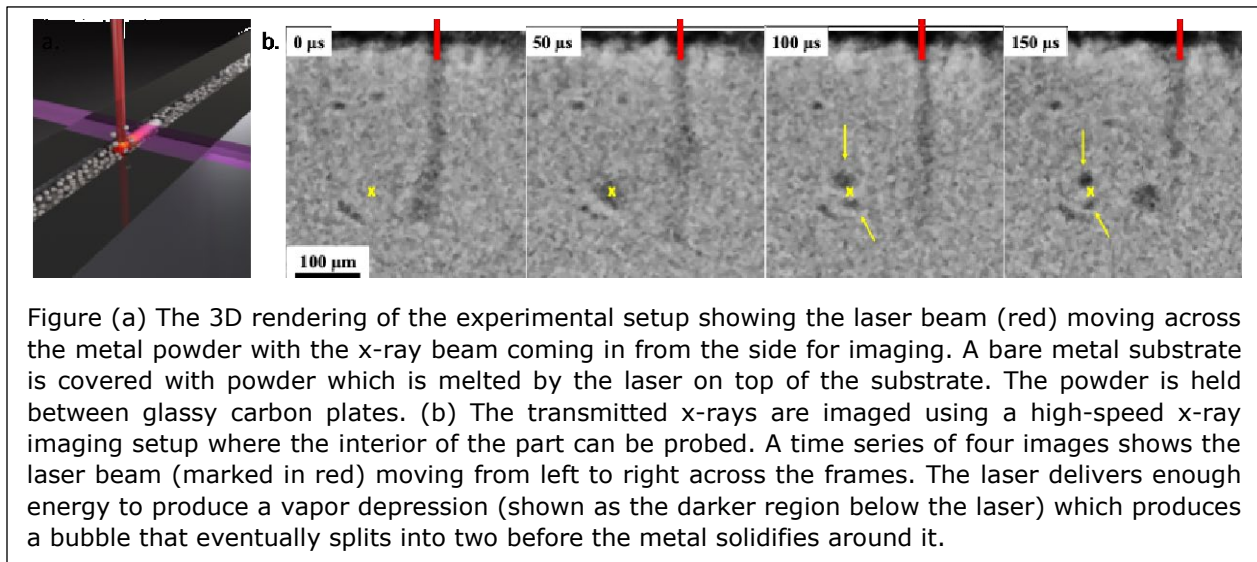 a.
b.
0 µs
50 µs
100 µs
150 µs
x
x
x
x
100 µm
Figure (a) The 3D rendering of the experimental setup showing the laser beam (red) moving across
the metal powder with the x-ray beam coming in from the side for imaging. A bare metal substrate
is covered with powder which is melted by the laser on top of the substrate. The powder is held
between glassy carbon plates. (b) The transmitted x-rays are imaged using a high-speed x-ray
imaging setup where the interior of the part can be probed. A time series of four images shows the
laser beam (marked in red) moving from left to right across the frames. The laser delivers enough
energy to produce a vapor depression (shown as the darker region below the laser) which produces
a bubble that eventually splits into two before the metal solidifies around it.